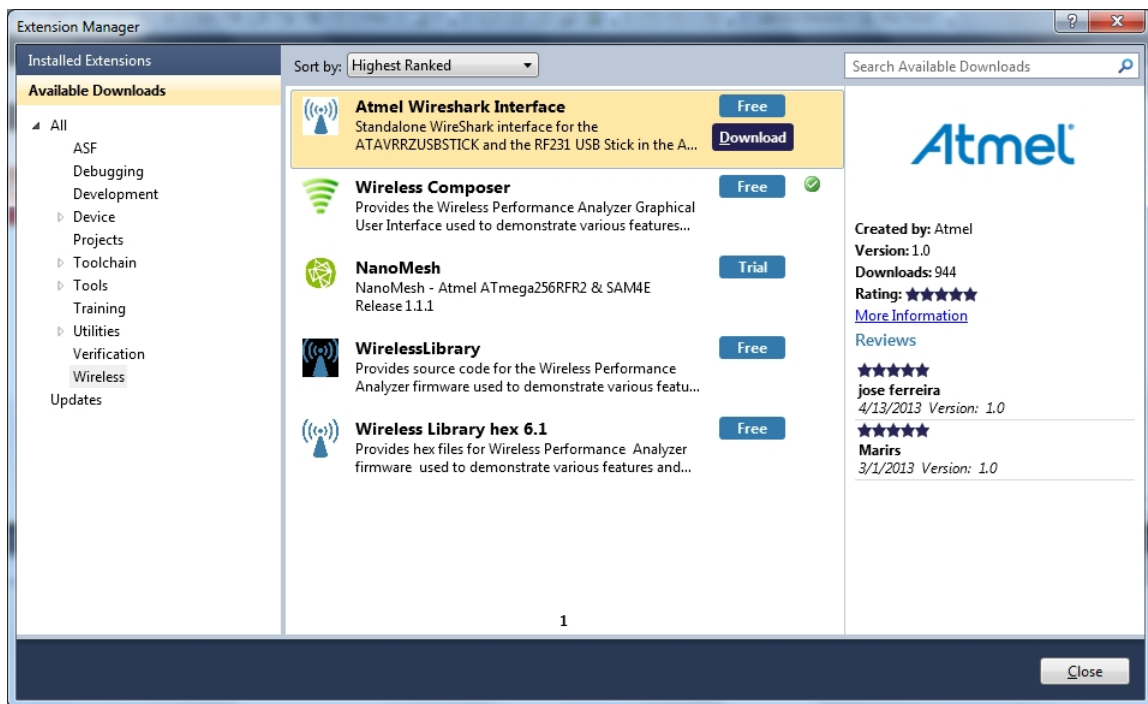 Extension Manager
Installed Extensions
Available Downloads
All
ASF
Debugging
Development
Device
Projects
Toolchain
Tools
Training
Utilities
Verification
Wireless
Updates
Sort by: Highest Ranked
Atmel Wireshark Interface
Free
Standalone WireShark interface for the
ATAVRRZUSBSTICK and the RF231 USB Stick in the A...
Download
Wireless Composer
Free
Provides the Wireless Performance Analyzer Graphical
User Interface used to demonstrate various features...
NanoMesh
Trial
NanoMesh - Atmel ATmega256RFR2 & SAM4E
Release 1.1.1
WirelessLibrary
Free
Provides source code for the Wireless Performance
Analyzer firmware used to demonstrate various featu...
Wireless Library hex 6.1
Free
Provides hex files for Wireless Performance Analyzer
firmware used to demonstrate various features and...
1
Search Available Downloads
Atmel
Created by: Atmel
Version: 1.0
Downloads: 944
Rating: ★★★★★
More Information
Reviews
★★★★★
jose ferreira
4/13/2013 Version: 1.0
★★★★★
Marirs
3/1/2013 Version: 1.0
Close